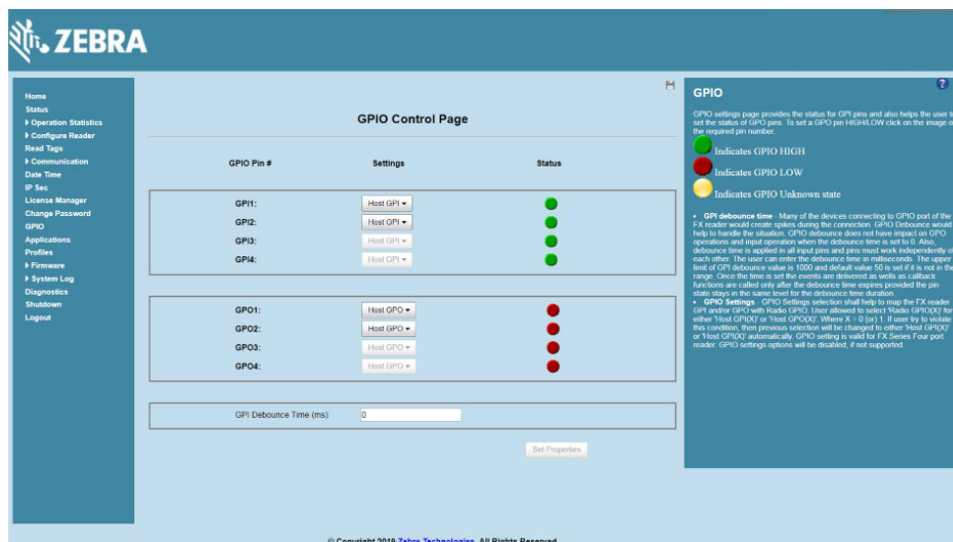 ZEBRA
Home
Status
Operation Statistics
Configure Reader
Read Tags
Communication
Date Time
IP Sec
License Manager
Change Password
GPIO
Applications
Profiles
Firmware
System Log
Diagnostics
Shutdown
Logout
GPIO Control Page
GPIO Pin # Settings Status
GPI1: Host GPI
GPI2: Host GPI
GPI3: Host GPI
GPI4: Host GPI
GPO1: Host GPO
GPO2: Host GPO
GPO3: Host GPO
GPO4: Host GPO
GPI Debounce Time (ms): 0
Set Properties
?
GPIO
GPIO settings page provides the status for GPI pins and also helps the user to
set the status of GPO pins. To set a GPO pin HIGH/LOW click on the image of
the required pin number.
Indicates GPIO HIGH
Indicates GPIO LOW
Indicates GPIO Unknown state
• GPI debounce time - Many of the devices connecting to GPIO port of the
FX reader would create spikes during the connection. GPIO Debounce would
help to handle the situation. GPIO debounce does not have impact on GPO
operations and input operation when the debounce time is set to 0. Also,
debounce time is applied in all input pins and pins must work independently of
each other. The user can enter the debounce time in milliseconds. The upper
limit of GPI debounce value is 1000 and default value 50 is set if it is not in the
range. Once the time is set the events are delivered as wells as callback
functions are called only after the debounce time expires provided the pin
state stays in the same level for the debounce time duration.
• GPIO Settings - GPIO Settings selection shall help to map the FX reader
GPI and/or GPO with Radio GPIO. User allowed to select 'Radio GPIO(X)' for
either 'Host GPI(X)' or 'Host GPO(X)'. Where X = 0 (or) 1. If user try to violate
this condition, then previous selection will be changed to either 'Host GPI(X)'
or 'Host GPI(X)' automatically. GPIO setting is valid for FX Series Four port
reader. GPIO settings options will be disabled, if not supported
© Copyright 2019 Zebra Technologies. All Rights Reserved